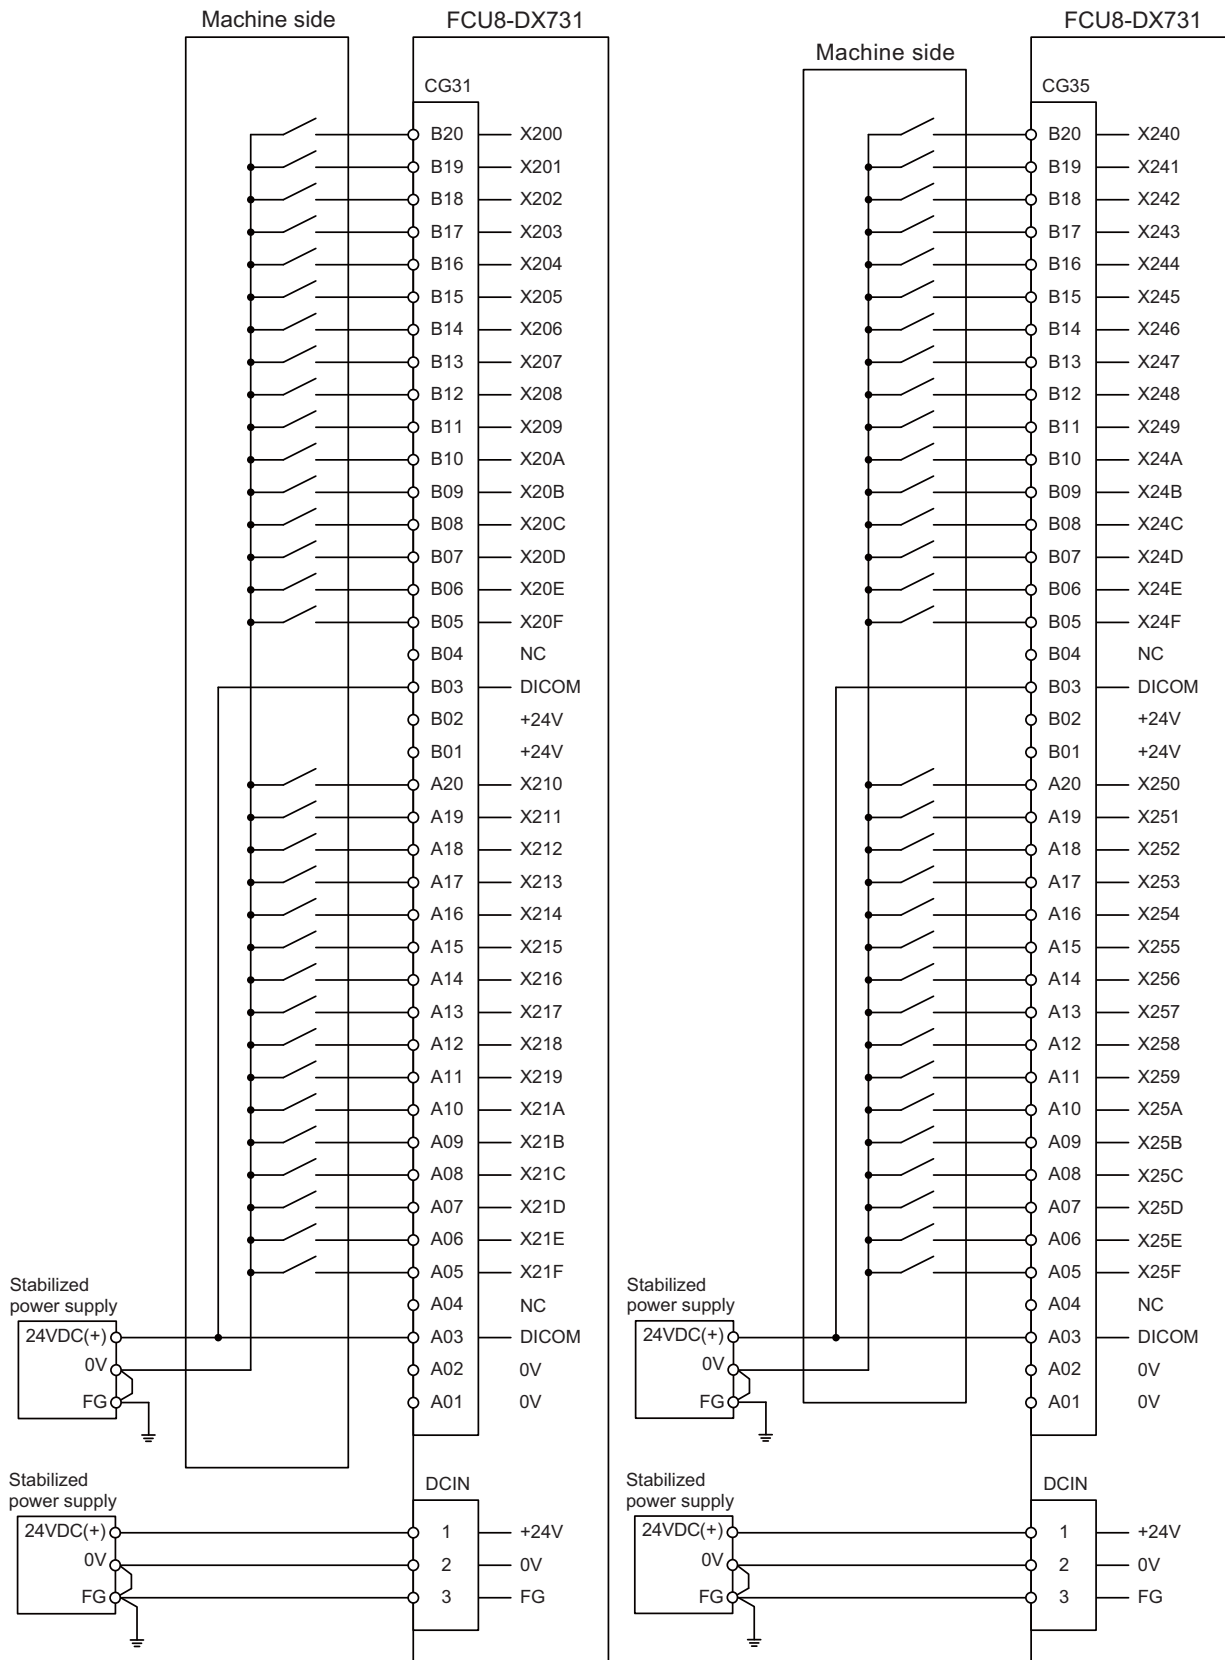 Machine side
FCU8-DX731
CG31
B20 X200
B19 X201
B18 X202
B17 X203
B16 X204
B15 X205
B14 X206
B13 X207
B12 X208
B11 X209
B10 X20A
B09 X20B
B08 X20C
B07 X20D
B06 X20E
B05 X20F
B04 NC
B03 DICOM
B02 +24V
B01 +24V
A20 X210
A19 X211
A18 X212
A17 X213
A16 X214
A15 X215
A14 X216
A13 X217
A12 X218
A11 X219
A10 X21A
A09 X21B
A08 X21C
A07 X21D
A06 X21E
A05 X21F
A04 NC
A03 DICOM
A02 0V
A01 0V
Stabilized
power supply
24VDC(+)
0V
FG
Stabilized
power supply
24VDC(+)
0V
FG
DCIN
1 +24V
2 0V
3 FG
Machine side
FCU8-DX731
CG35
B20 X240
B19 X241
B18 X242
B17 X243
B16 X244
B15 X245
B14 X246
B13 X247
B12 X248
B11 X249
B10 X24A
B09 X24B
B08 X24C
B07 X24D
B06 X24E
B05 X24F
B04 NC
B03 DICOM
B02 +24V
B01 +24V
A20 X250
A19 X251
A18 X252
A17 X253
A16 X254
A15 X255
A14 X256
A13 X257
A12 X258
A11 X259
A10 X25A
A09 X25B
A08 X25C
A07 X25D
A06 X25E
A05 X25F
A04 NC
A03 DICOM
A02 0V
A01 0V
Stabilized
power supply
24VDC(+)
0V
FG
Stabilized
power supply
24VDC(+)
0V
FG
DCIN
1 +24V
2 0V
3 FG